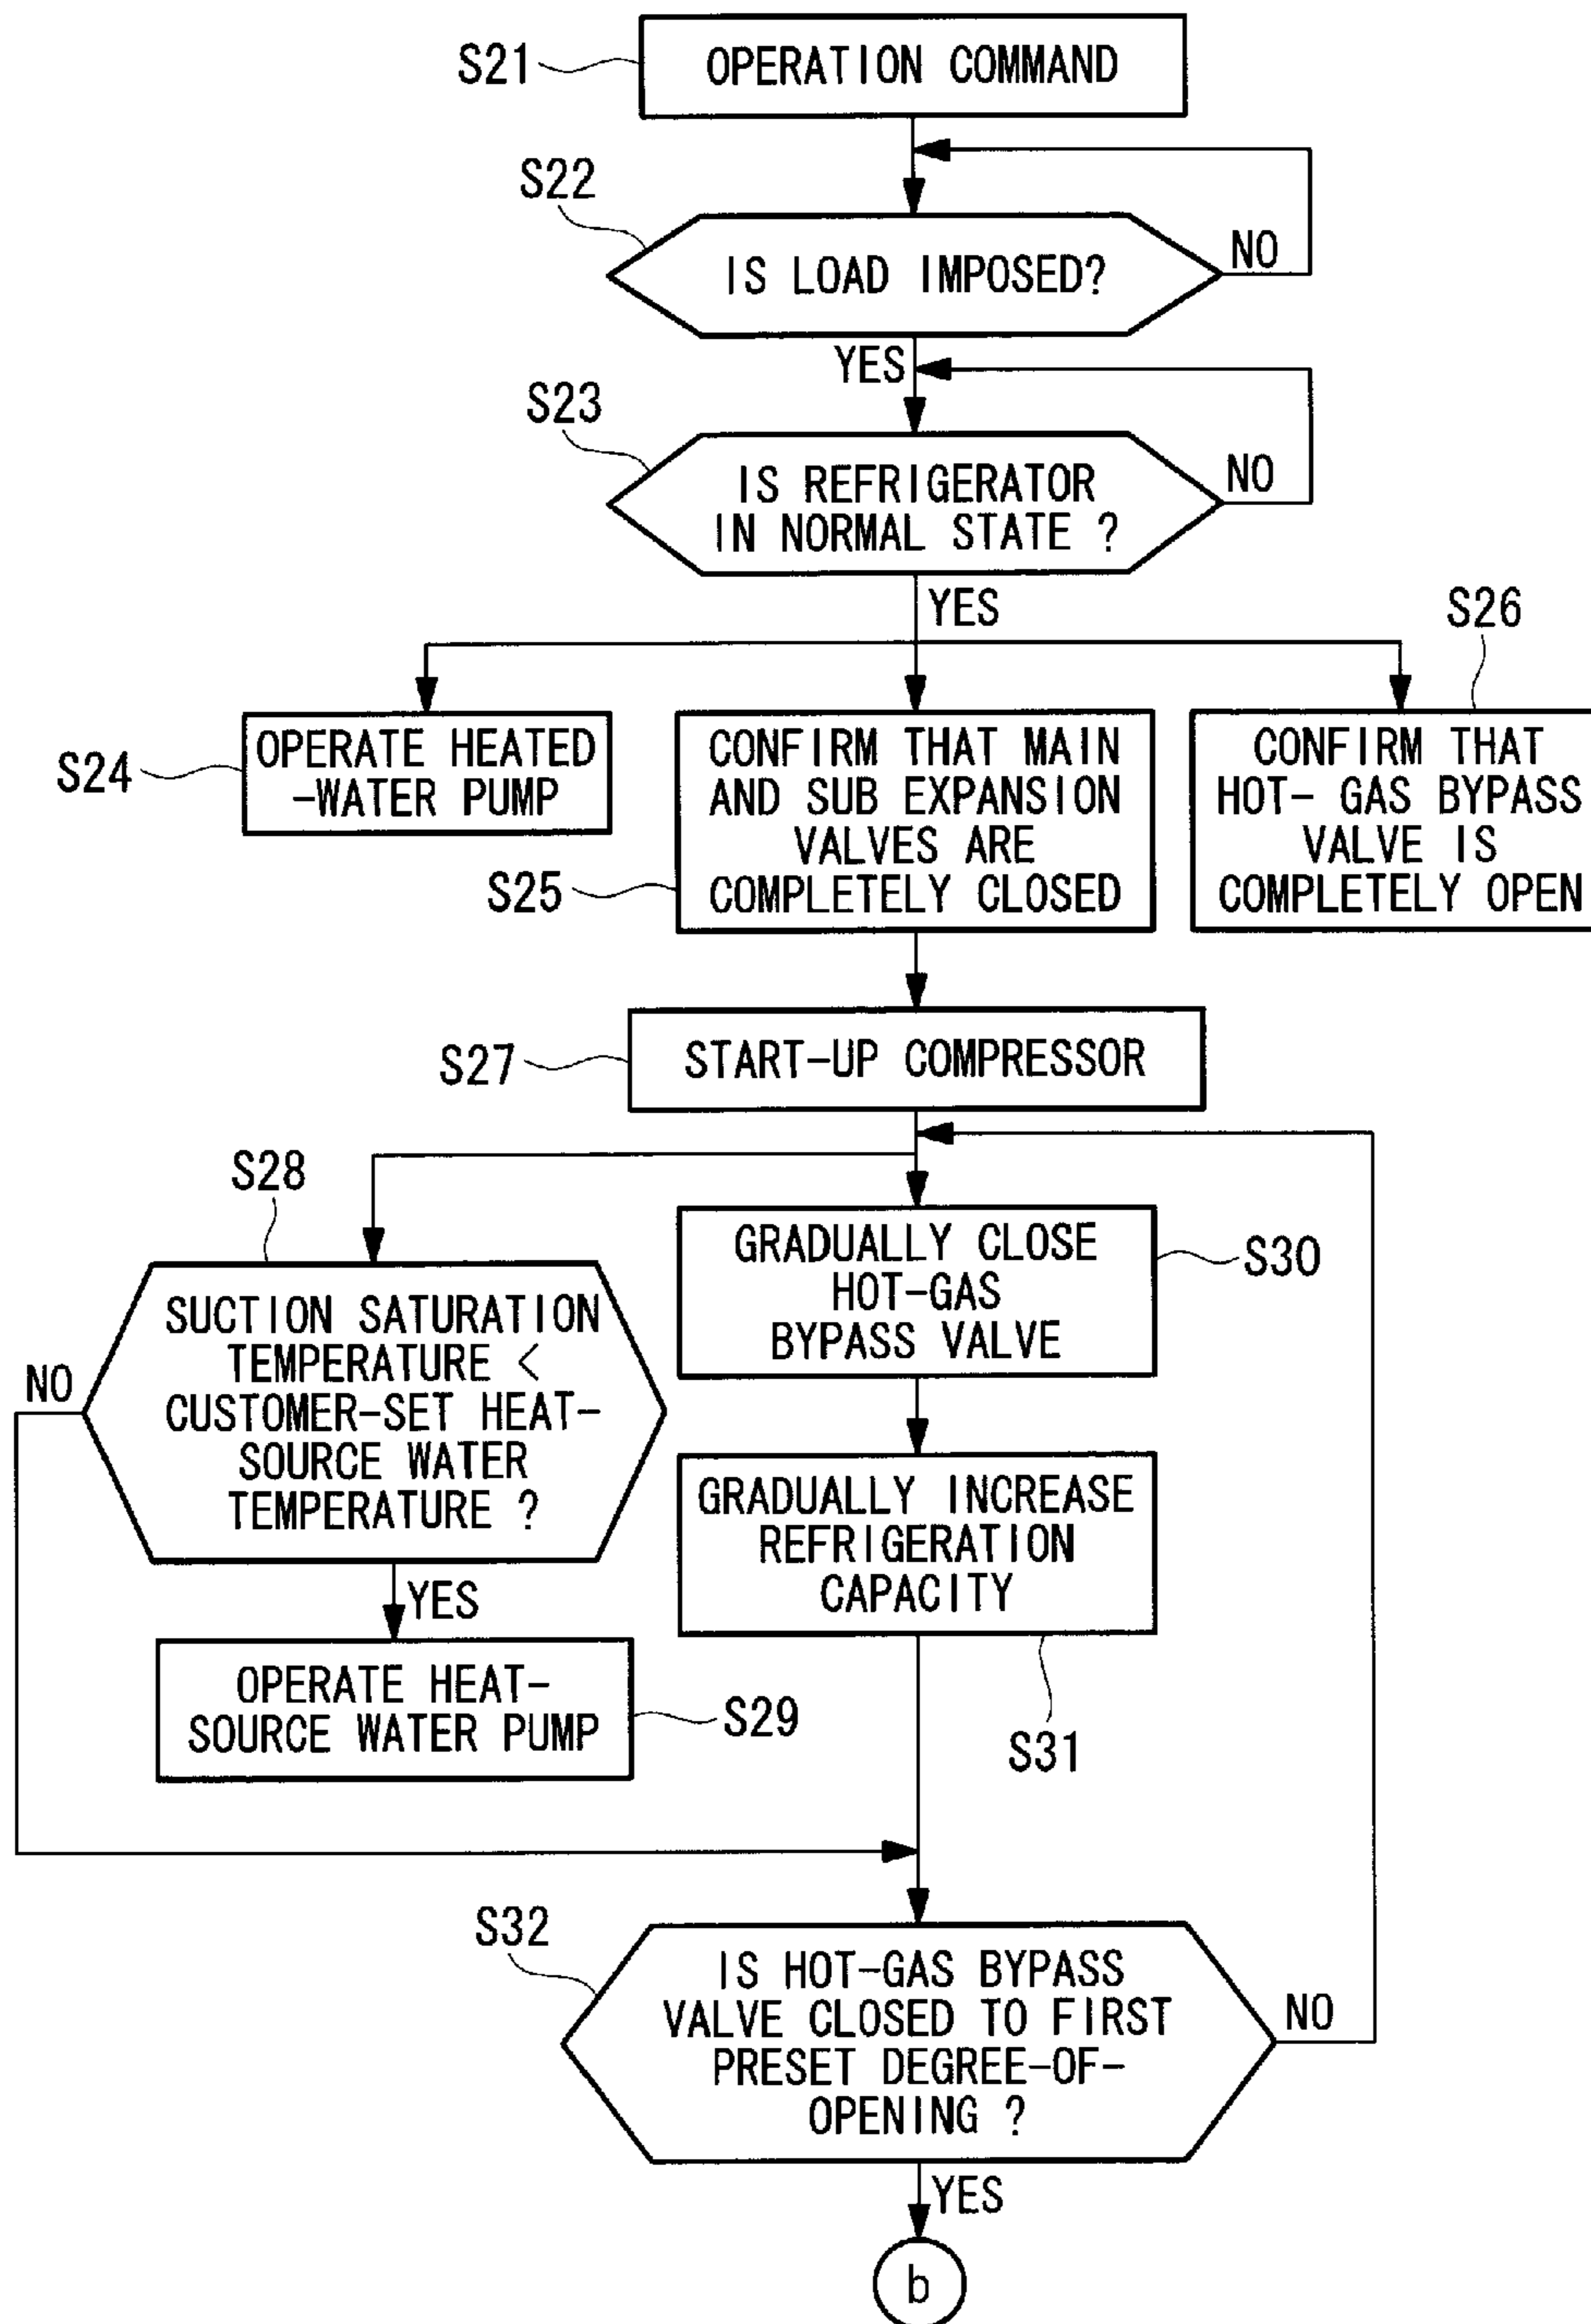 S21
OPERATION COMMAND
S22
IS LOAD IMPOSED?
NO
YES
S23
IS REFRIGERATOR
IN NORMAL STATE ?
NO
YES
S24
OPERATE HEATED
-WATER PUMP
S25
CONFIRM THAT MAIN
AND SUB EXPANSION
VALVES ARE
COMPLETELY CLOSED
S26
CONFIRM THAT
HOT- GAS BYPASS
VALVE IS
COMPLETELY OPEN
S27
START-UP COMPRESSOR
S28
SUCTION SATURATION
TEMPERATURE <
CUSTOMER-SET HEAT-
SOURCE WATER
TEMPERATURE ?
NO
YES
OPERATE HEAT-
SOURCE WATER PUMP
S29
GRADUALLY CLOSE
HOT-GAS
BYPASS VALVE
S30
GRADUALLY INCREASE
REFRIGERATION
CAPACITY
S31
S32
IS HOT-GAS BYPASS
VALVE CLOSED TO FIRST
PRESET DEGREE-OF-
OPENING ?
NO
YES
b